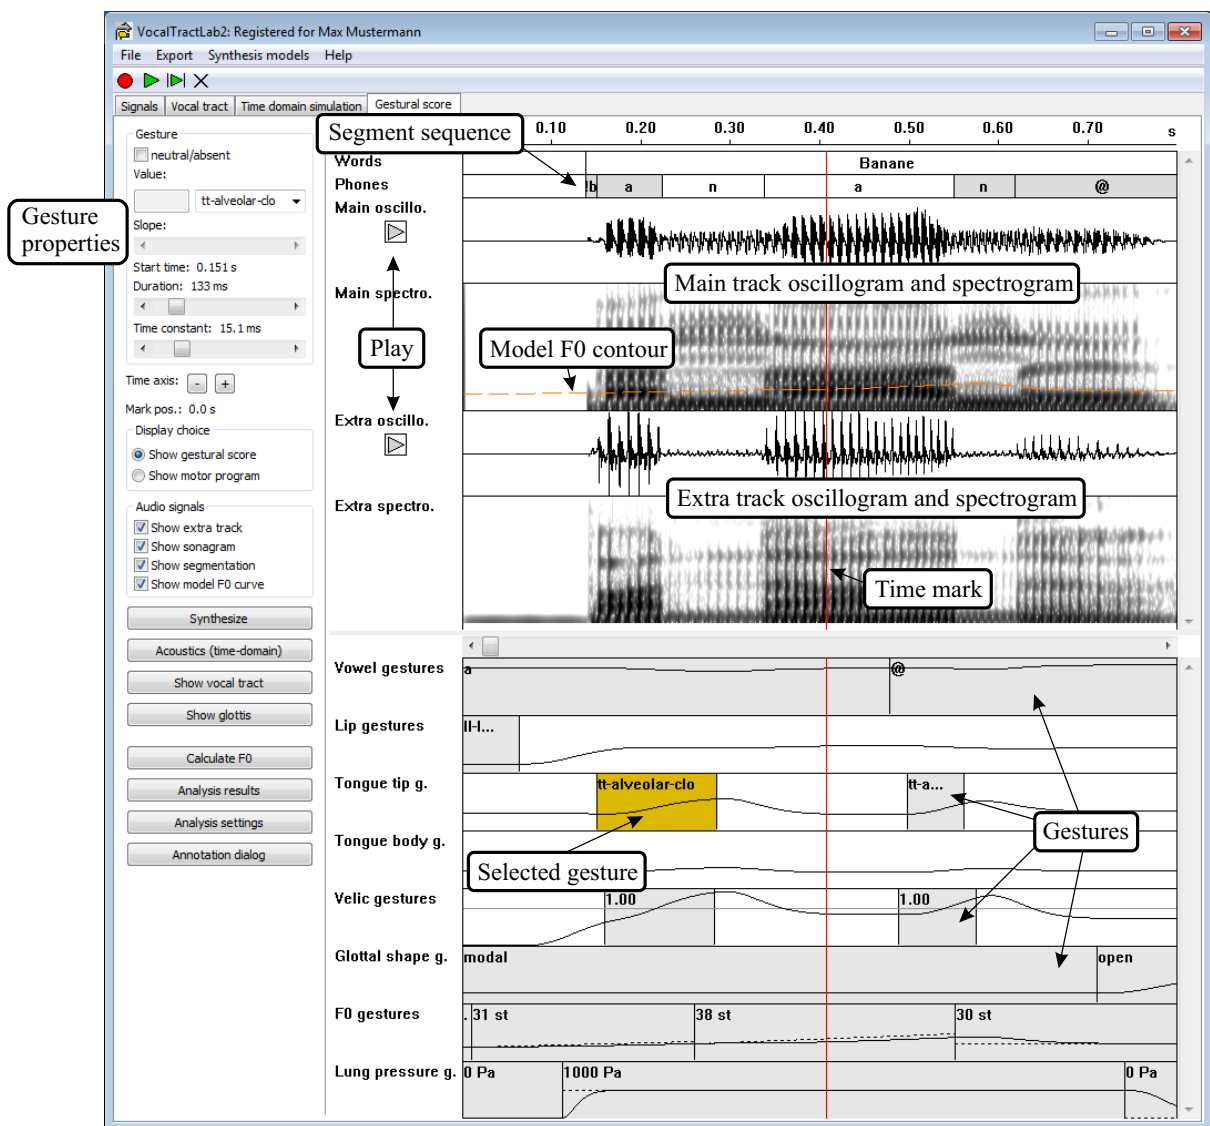 VocalTractLab2: Registered for Max Mustermann
File Export Synthesis models Help
Signals Vocal tract Time domain simulation Gestural score
Gesture
neutral/absent
Value:
tt-alveolar-clo
Slope:
Start time: 0.151 s
Duration: 133 ms
Time constant: 15.1 ms
Gesture
properties
Time axis: - +
Mark pos.: 0.0 s
Display choice
Show gestural score
Show motor program
Audio signals
Show extra track
Show sonagram
Show segmentation
Show model F0 curve
Synthesize
Acoustics (time-domain)
Show vocal tract
Show glottis
Calculate F0
Analysis results
Analysis settings
Annotation dialog
Segment sequence
0.10 0.20 0.30 0.40 0.50 0.60 0.70 s
Words Banane
Phones !b a n a n @
Main oscillo.
Main track oscillogram and spectrogram
Main spectro.
Play
Model F0 contour
Extra oscillo.
Extra track oscillogram and spectrogram
Extra spectro.
Time mark
Vowel gestures a @
Lip gestures ll-l...
Tongue tip g. tt-alveolar-clo tt-a...
Gestures
Tongue body g.
Selected gesture
Velic gestures 1.00 1.00
Glottal shape g. modal open
F0 gestures . 31 st 38 st 30 st
Lung pressure g. 0 Pa 1000 Pa 0 Pa